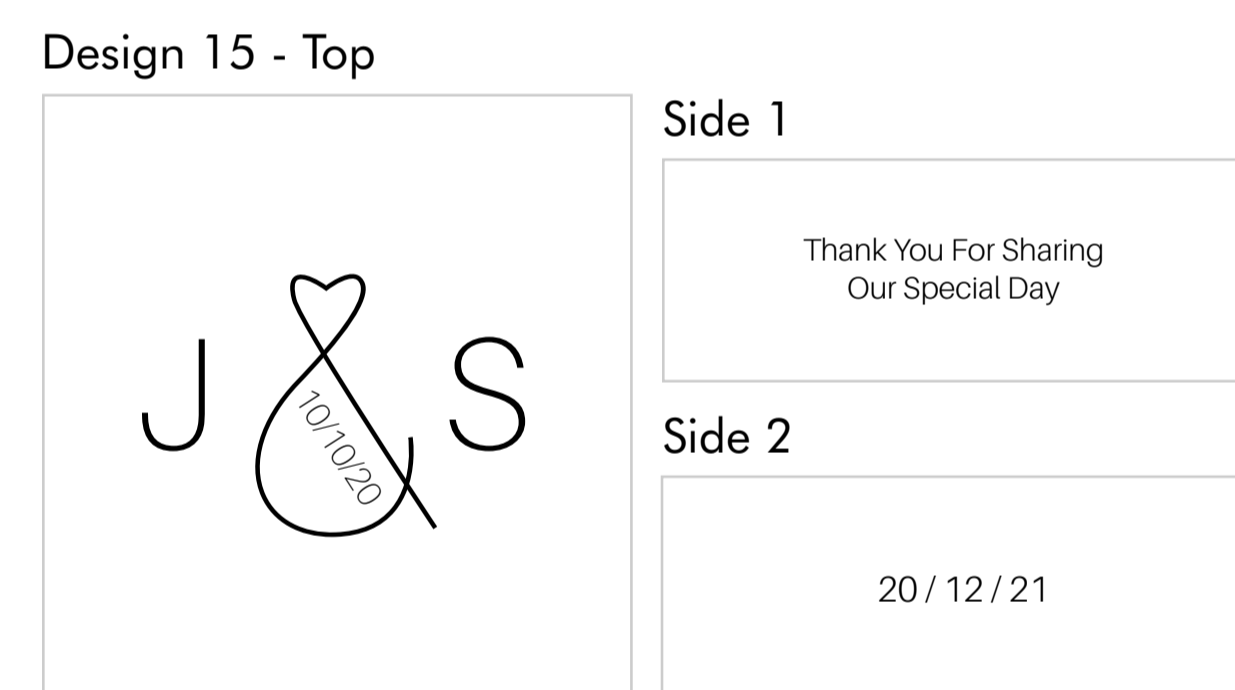 Design 15 - Top
J & S
10/10/20
Side 1
Thank You For Sharing
Our Special Day
Side 2
20 / 12 / 21